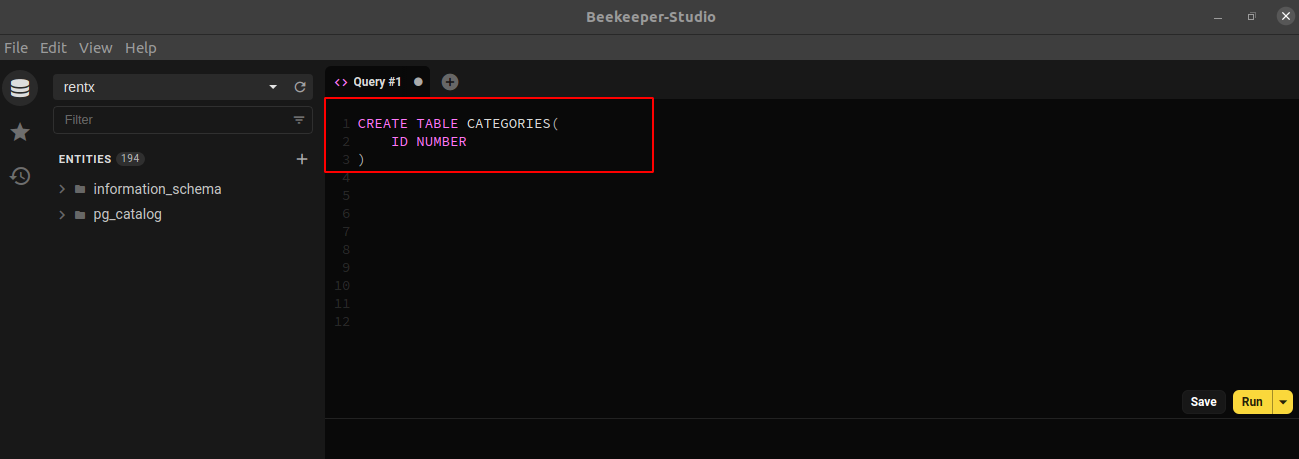 Beekeeper-Studio
File Edit View Help
rentx
Filter
ENTITIES 194
information_schema
pg_catalog
Query #1
1 CREATE TABLE CATEGORIES(
2 ID NUMBER
3 )
4
5
6
7
8
9
10
11
12
Save Run